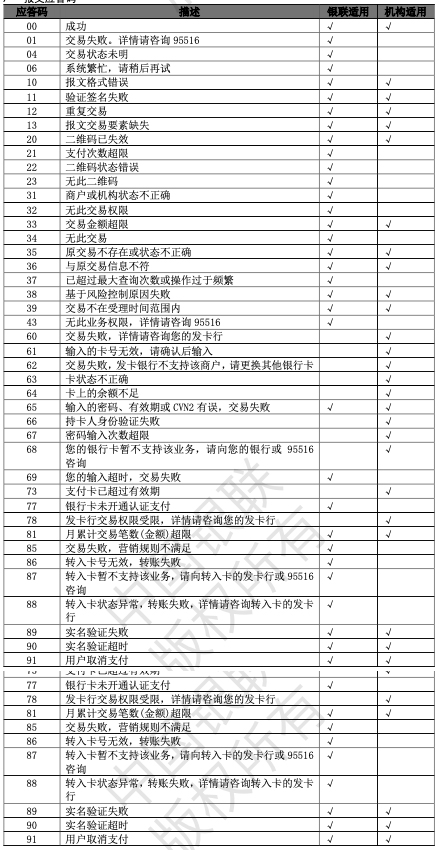 应答码 描述 银联适用 机构适用
00 成功 √ √
01 交易失败。详情请咨询 95516 √
04 交易状态未明 √
06 系统繁忙，请稍后再试 √
10 报文格式错误 √ √
11 验证签名失败 √ √
12 重复交易 √ √
13 报文交易要素缺失 √ √
20 二维码已失效 √ √
21 支付次数超限 √
22 二维码状态错误 √
23 无此二维码 √
31 商户或机构状态不正确 √
32 无此交易权限 √
33 交易金额超限 √ √
34 无此交易 √
35 原交易不存在或状态不正确 √ √
36 与原交易信息不符 √ √
37 已超过最大查询次数或操作过于频繁 √
38 基于风险控制原因失败 √ √
39 交易不在受理时间范围内 √ √
43 无此业务权限，详情请咨询 95516 √
60 交易失败，详情请咨询您的发卡行 √
61 输入的卡号无效，请确认后输入 √
62 交易失败，发卡银行不支持该商户，请更换其他银行卡 √
63 卡状态不正确 √
64 卡上的余额不足 √
65 输入的密码、有效期或 CVN2 有误，交易失败 √ √
66 持卡人身份验证失败 √
67 密码输入次数超限 √
68 您的银行卡暂不支持该业务，请向您的银行或 95516 √
咨询
69 您的输入超时，交易失败 √
73 支付卡已超过有效期 √
77 银行卡未开通认证支付 √
78 发卡行交易权限受限，详情请咨询您的发卡行 √
81 月累计交易笔数(金额)超限 √ √
85 交易失败，营销规则不满足 √
86 转入卡号无效，转账失败 √
87 转入卡暂不支持该业务，请向转入卡的发卡行或 95516 √
咨询
88 转入卡状态异常，转账失败，详情请咨询转入卡的发卡 √
行
89 实名验证失败 √ √
90 实名验证超时 √ √
91 用户取消支付 √ √
73 支付卡已超过有效期 √
77 银行卡未开通认证支付 √
78 发卡行交易权限受限，详情请咨询您的发卡行 √
81 月累计交易笔数(金额)超限 √ √
85 交易失败，营销规则不满足 √
86 转入卡号无效，转账失败 √
87 转入卡暂不支持该业务，请向转入卡的发卡行或 95516 √
咨询
88 转入卡状态异常，转账失败，详情请咨询转入卡的发卡 √
行
89 实名验证失败 √ √
90 实名验证超时 √ √
91 用户取消支付 √ √
中国银联
版权所有